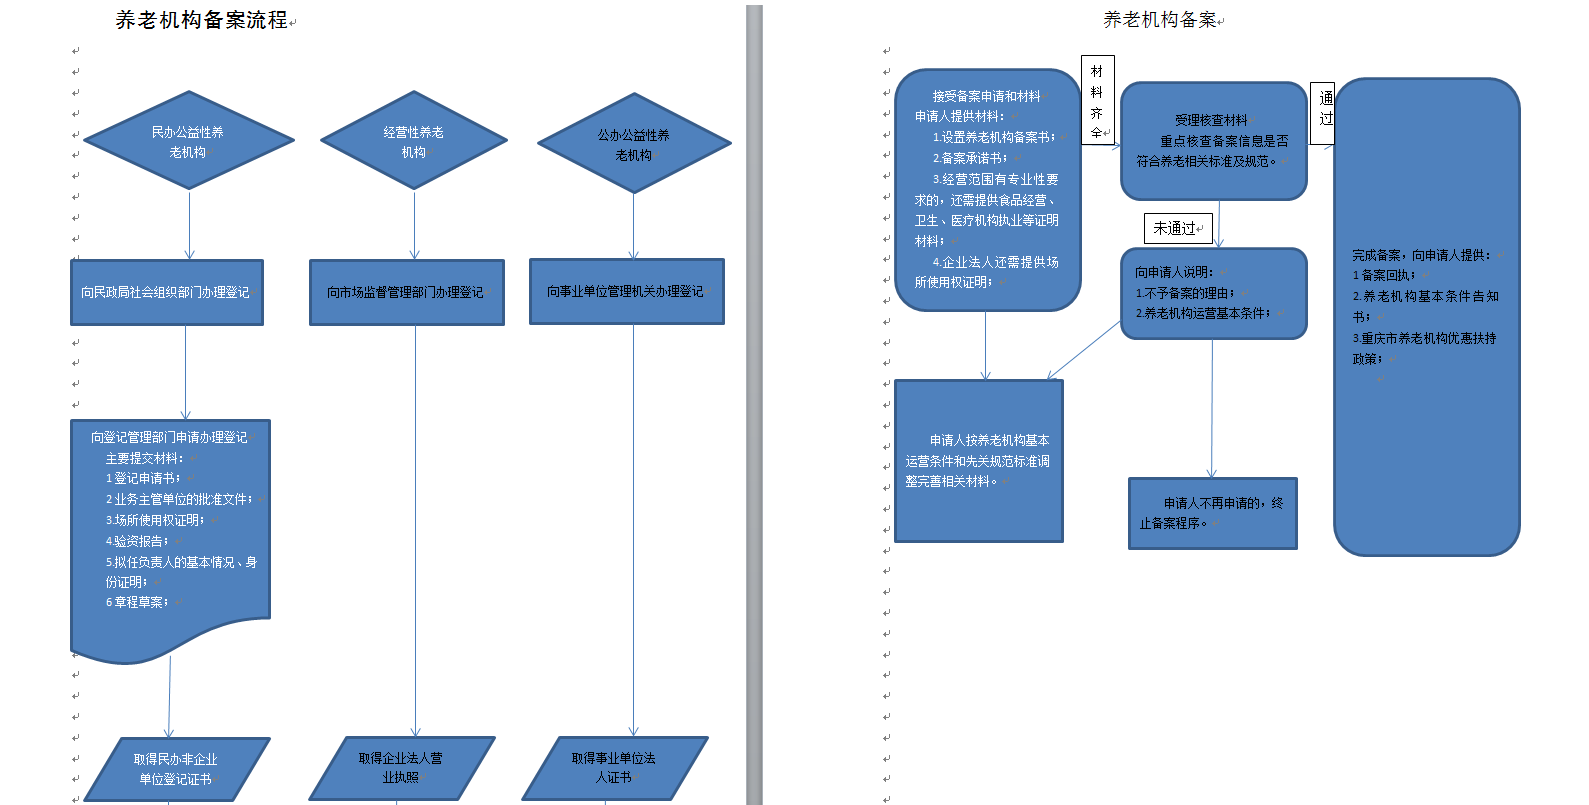 养老机构备案流程
民办公益性养
老机构
经营性养老
机构
公办公益性养
老机构
向民政局社会组织部门办理登记
向市场监督管理部门办理登记
向事业单位管理机关办理登记
向登记管理部门申请办理登记
主要提交材料：
1 登记申请书；
2 业务主管单位的批准文件；
3.场所使用权证明；
4.验资报告；
5.拟任负责人的基本情况、身
份证明；
6 章程草案；
取得民办非企业
单位登记证书
取得企业法人营
业执照
取得事业单位法
人证书
养老机构备案
接受备案申请和材料
申请人提供材料：
1.设置养老机构备案书；
2.备案承诺书；
3.经营范围有专业性要
求的，还需提供食品经营、
卫生、医疗机构执业等证明
材料；
4.企业法人还需提供场
所使用权证明；
材
料
齐
全
受理核查材料
重点核查备案信息是否
符合养老相关标准及规范。
通
过
未通过
向申请人说明：
1.不予备案的理由；
2.养老机构运营基本条件；
完成备案，向申请人提供：
1 备案回执；
2.养老机构基本条件告知
书；
3.重庆市养老机构优惠扶持
政策；
申请人按养老机构基本
运营条件和先关规范标准调
整完善相关材料。
申请人不再申请的，终
止备案程序。